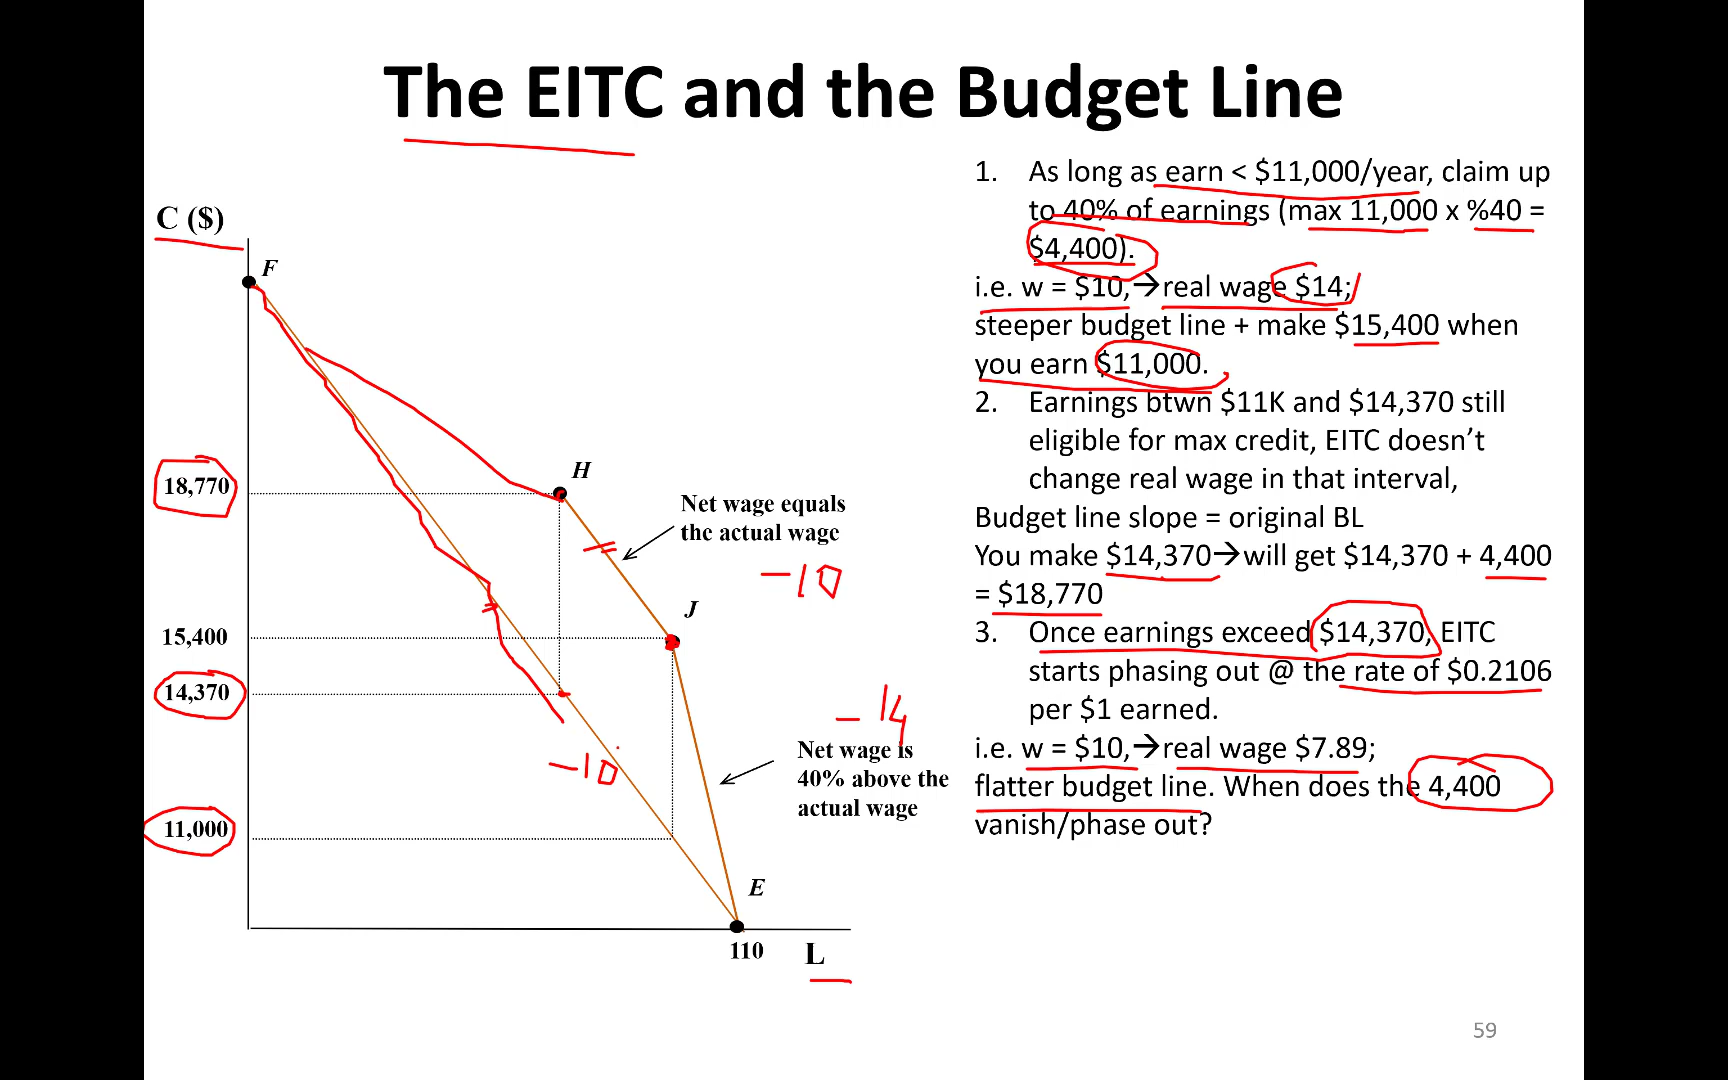 The EITC and the Budget Line
1. As long as earn < $11,000/year, claim up
to 40% of earnings (max 11,000 x %40 =
$4,400).
i.e. w = $10,→real wage $14;
steeper budget line + make $15,400 when
you earn $11,000.
2. Earnings btwn $11K and $14,370 still
eligible for max credit, EITC doesn’t
change real wage in that interval,
Budget line slope = original BL
You make $14,370→will get $14,370 + 4,400
= $18,770
3. Once earnings exceed $14,370, EITC
starts phasing out @ the rate of $0.2106
per $1 earned.
i.e. w = $10,→real wage $7.89;
flatter budget line. When does the 4,400
vanish/phase out?
C ($)
F
H
18,770
Net wage equals
the actual wage
-10
J
15,400
14,370
-14
Net wage is
40% above the
actual wage
-10
11,000
E
110
L
59